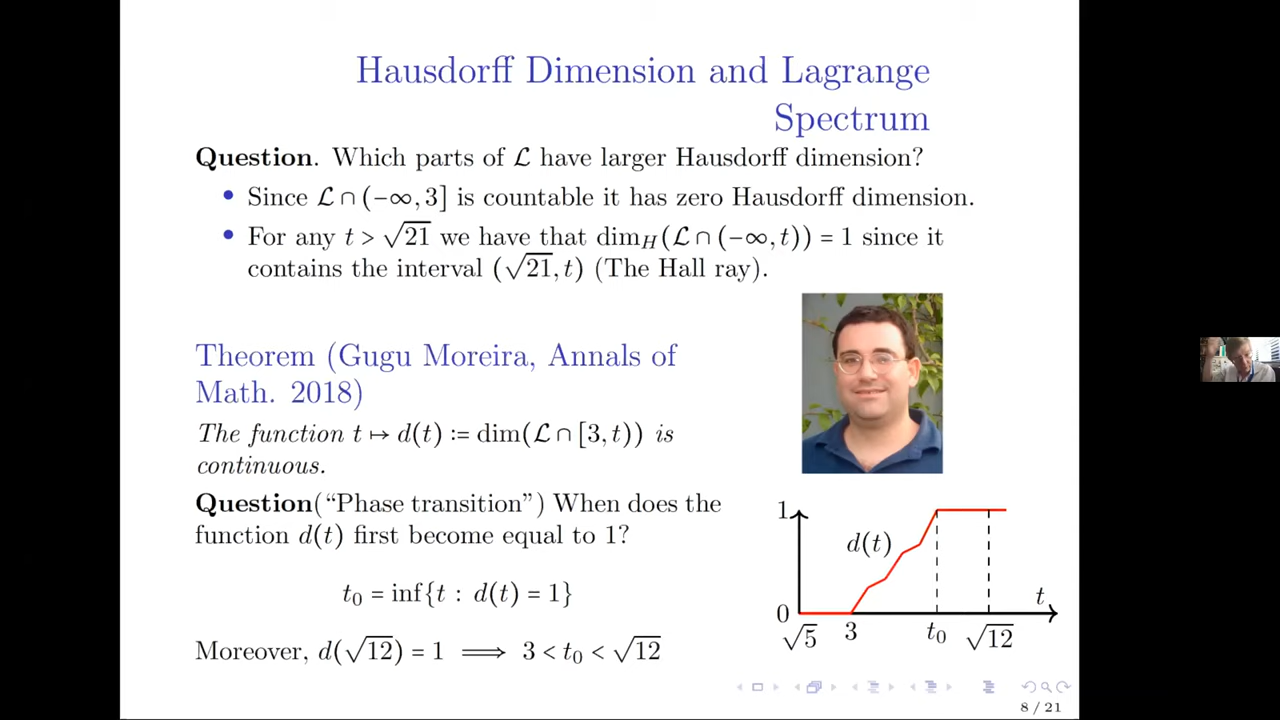 Hausdorff Dimension and Lagrange
Spectrum
Question. Which parts of 𝓛 have larger Hausdorff dimension?
• Since 𝓛 ∩ (−∞, 3] is countable it has zero Hausdorff dimension.
• For any t > √21 we have that dim_H(𝓛 ∩ (−∞, t)) = 1 since it
contains the interval (√21, t) (The Hall ray).
Theorem (Gugu Moreira, Annals of
Math. 2018)
The function t ↦ d(t) ≔ dim(𝓛 ∩ [3, t)) is
continuous.
Question(“Phase transition”) When does the
function d(t) first become equal to 1?
t₀ = inf{t : d(t) = 1}
Moreover, d(√12) = 1 ⟹ 3 < t₀ < √12
1
d(t)
t
0
√5 3 t₀ √12
8 / 21